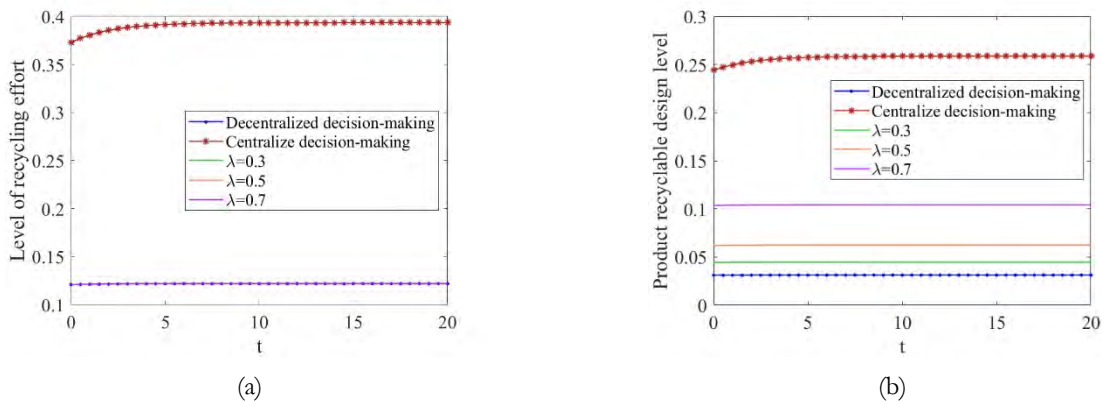 0.4
0.35
0.3
0.25
0.2
0.15
0.1
0 5 10 15 20
t
Level of recycling effort
Decentralized decision-making
Centralize decision-making
λ=0.3
λ=0.5
λ=0.7
(a)
0.3
0.25
0.2
0.15
0.1
0.05
0
0 5 10 15 20
t
Product recyclable design level
Decentralized decision-making
Centralize decision-making
λ=0.3
λ=0.5
λ=0.7
(b)